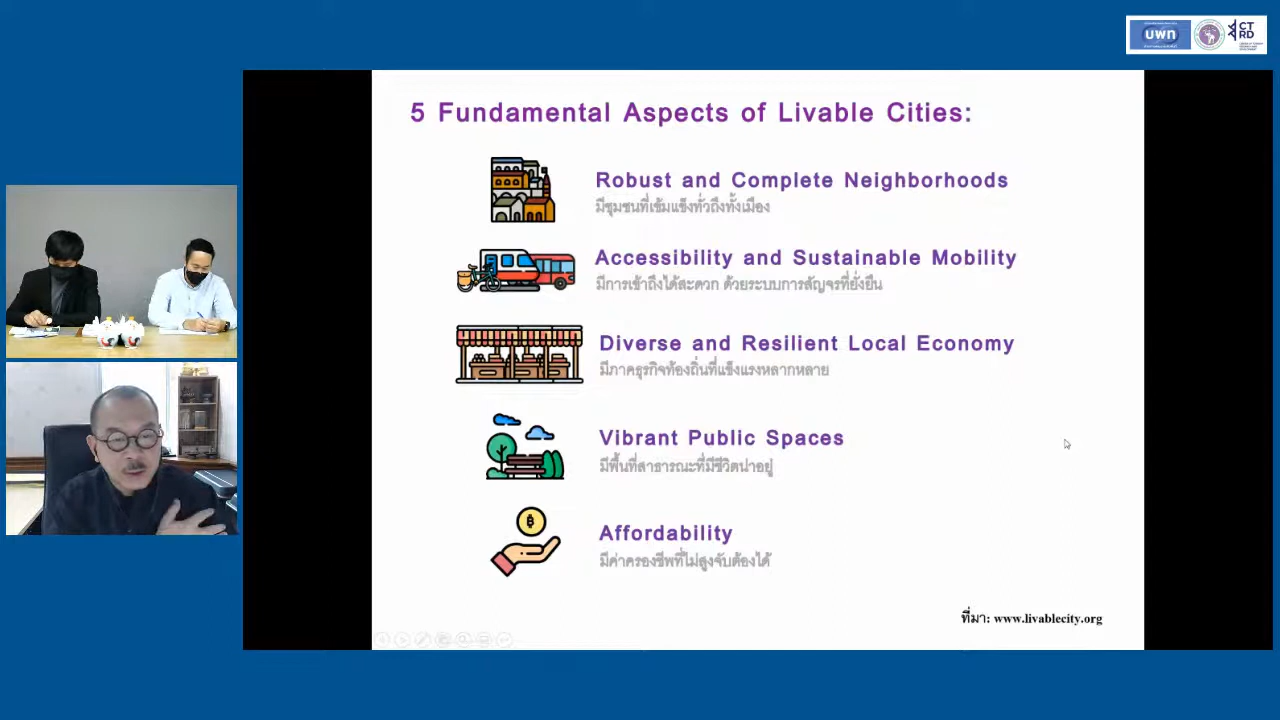 บพท
CT
RD
5 Fundamental Aspects of Livable Cities:
Robust and Complete Neighborhoods
มีชุมชนที่เข้มแข็งทั่วถึงทั้งเมือง
Accessibility and Sustainable Mobility
มีการเข้าถึงได้สะดวก ด้วยระบบการสัญจรที่ยั่งยืน
Diverse and Resilient Local Economy
มีภาคธุรกิจท้องถิ่นที่แข็งแรงหลากหลาย
Vibrant Public Spaces
มีพื้นที่สาธารณะที่มีชีวิตน่าอยู่
Affordability
มีค่าครองชีพที่ไม่สูงจับต้องได้
ที่มา: www.livablecity.org